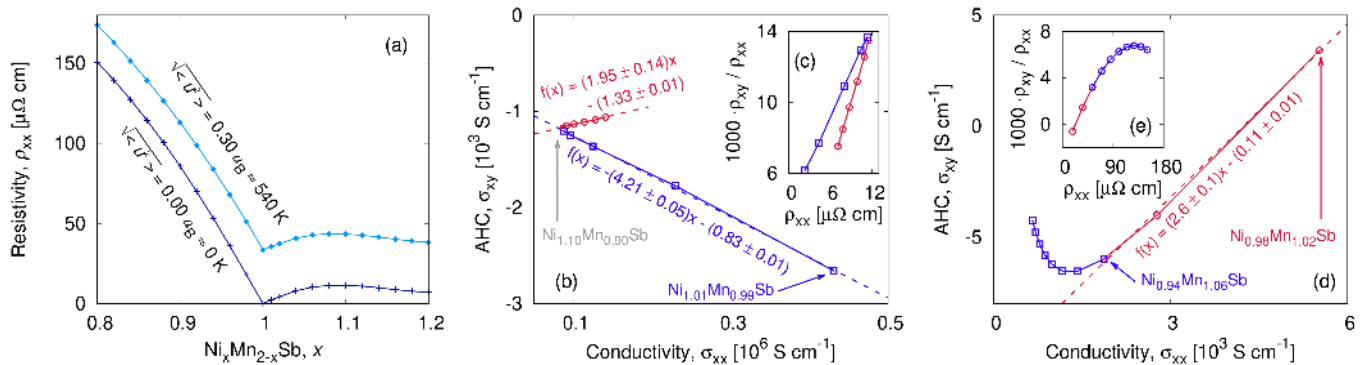 (a)
Resistivity, ρxx [μΩ cm]
150
100
50
0
√<u²> = 0.30 aB ≈ 540 K
√<u²> = 0.00 aB ≈ 0 K
0.8 0.9 1 1.1 1.2
NixMn2-xSb, x
AHC, σxy [10³ S cm⁻¹]
0
-1
-2
-3
f(x) = (1.95 ± 0.14)x
- (1.33 ± 0.01)
f(x) = -(4.21 ± 0.05)x - (0.83 ± 0.01)
Ni1.10Mn0.90Sb
Ni1.01Mn0.99Sb
(b)
0.1 0.3 0.5
Conductivity, σxx [10⁶ S cm⁻¹]
(c)
1000 · ρxy / ρxx
14
10
6
0 4 8 12
ρxx [μΩ cm]
AHC, σxy [S cm⁻¹]
5
0
-5
1000 · ρxy / ρxx
8
4
0
(e)
0 60 120 180
ρxx [μΩ cm]
f(x) = (2.6 ± 0.1)x - (0.11 ± 0.01)
Ni0.98Mn1.02Sb
Ni0.94Mn1.06Sb
(d)
0 2 4 6
Conductivity, σxx [10³ S cm⁻¹]